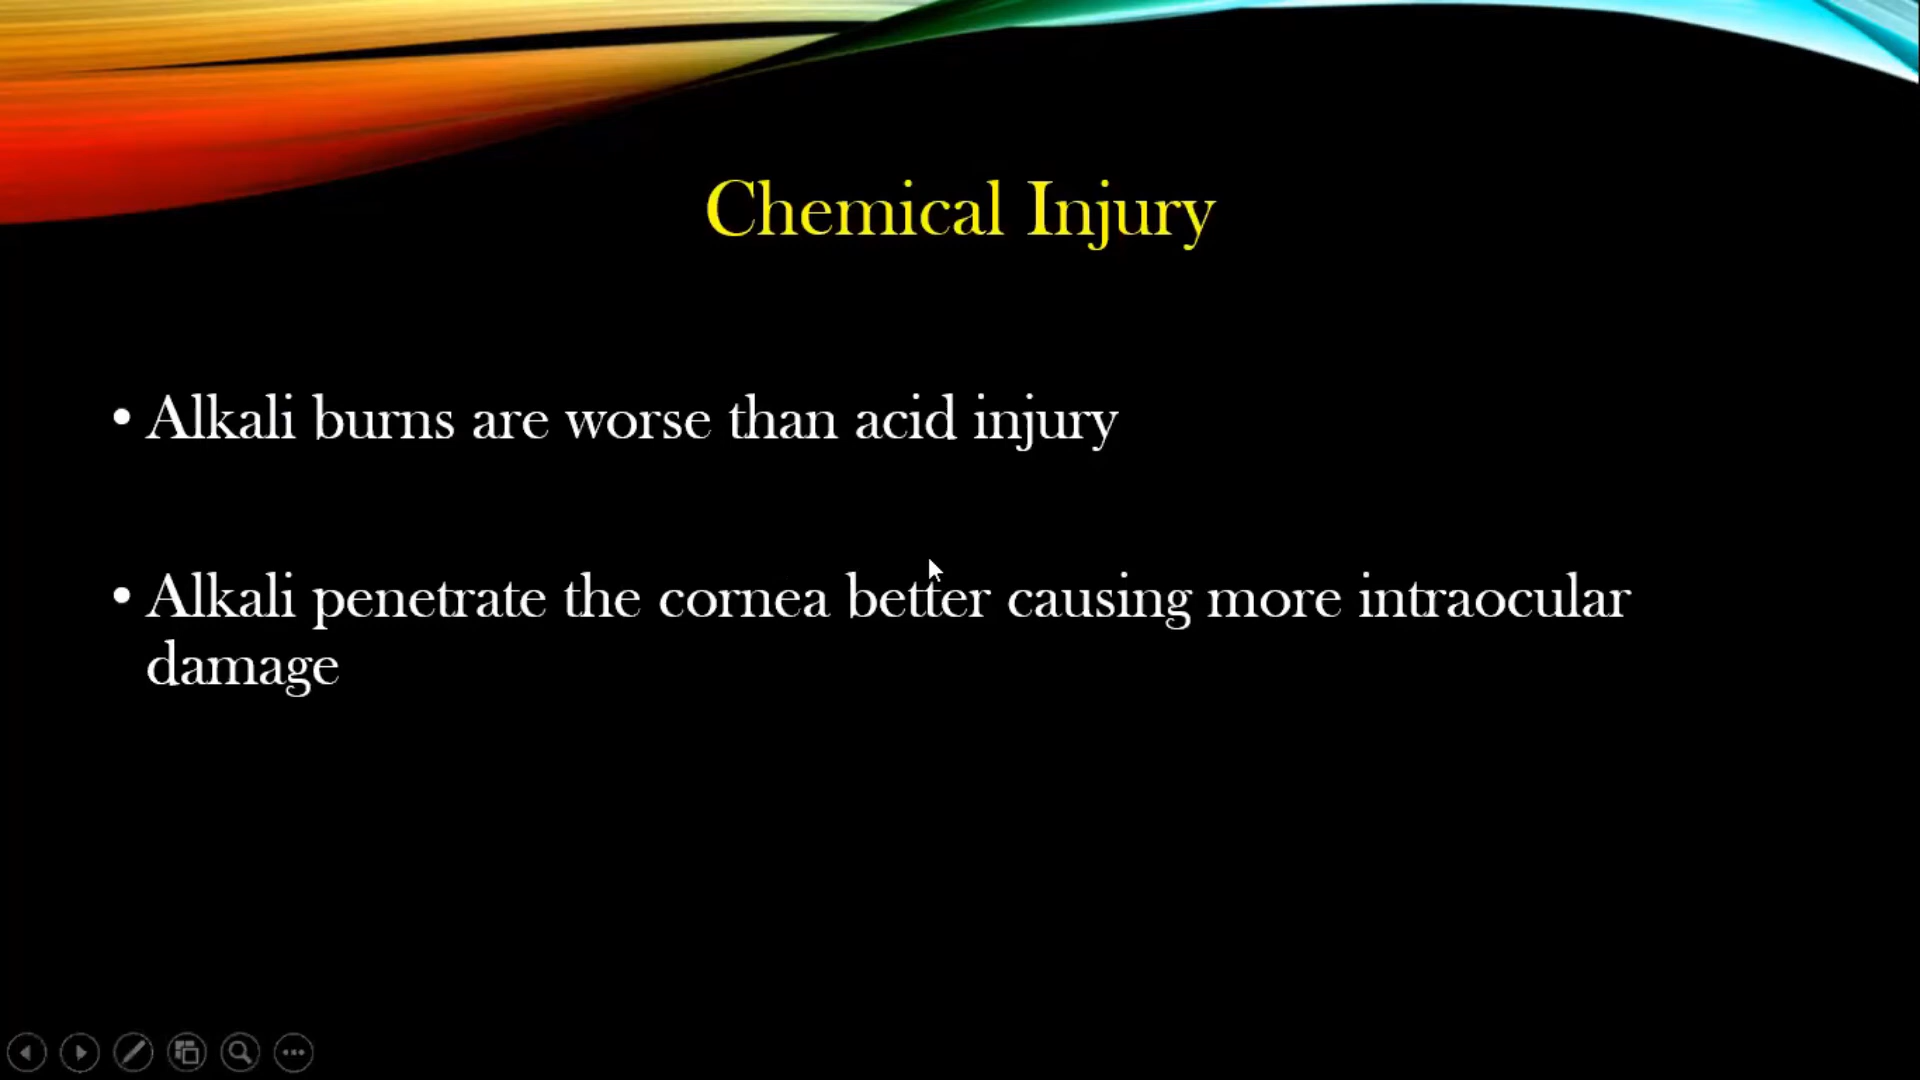 Chemical Injury
• Alkali burns are worse than acid injury
• Alkali penetrate the cornea better causing more intraocular
damage